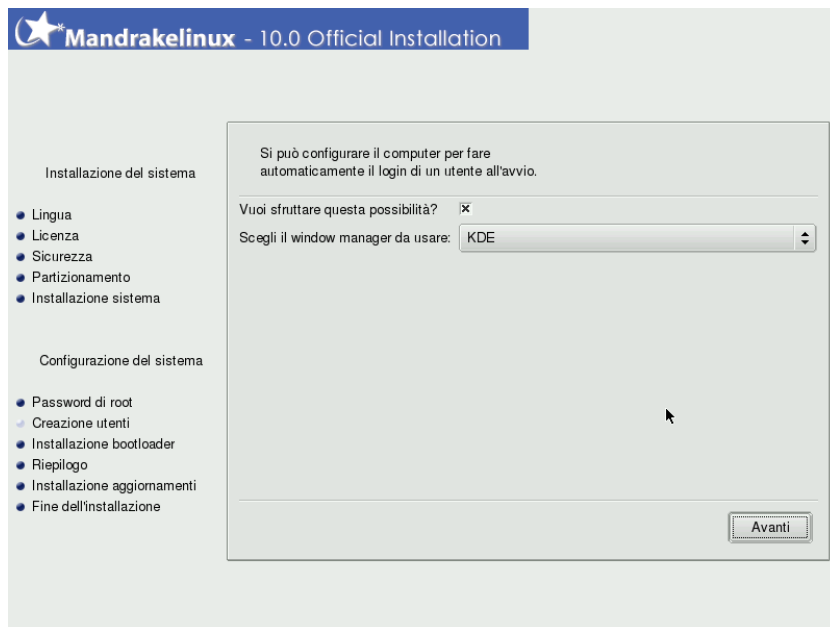 Mandrakelinux - 10.0 Official Installation
Installazione del sistema
Lingua
Licenza
Sicurezza
Partizionamento
Installazione sistema
Configurazione del sistema
Password di root
Creazione utenti
Installazione bootloader
Riepilogo
Installazione aggiornamenti
Fine dell'installazione
Si può configurare il computer per fare
automaticamente il login di un utente all'avvio.
Vuoi sfruttare questa possibilità?
Scegli il window manager da usare: KDE
Avanti